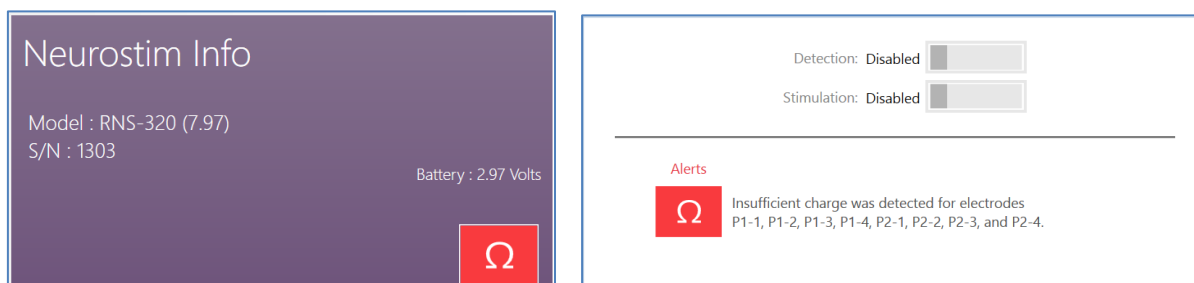 Neurostim Info
Model : RNS-320 (7.97)
S/N : 1303
Battery : 2.97 Volts
Ω
Detection: Disabled
Stimulation: Disabled
Alerts
Ω
Insufficient charge was detected for electrodes
P1-1, P1-2, P1-3, P1-4, P2-1, P2-2, P2-3, and P2-4.